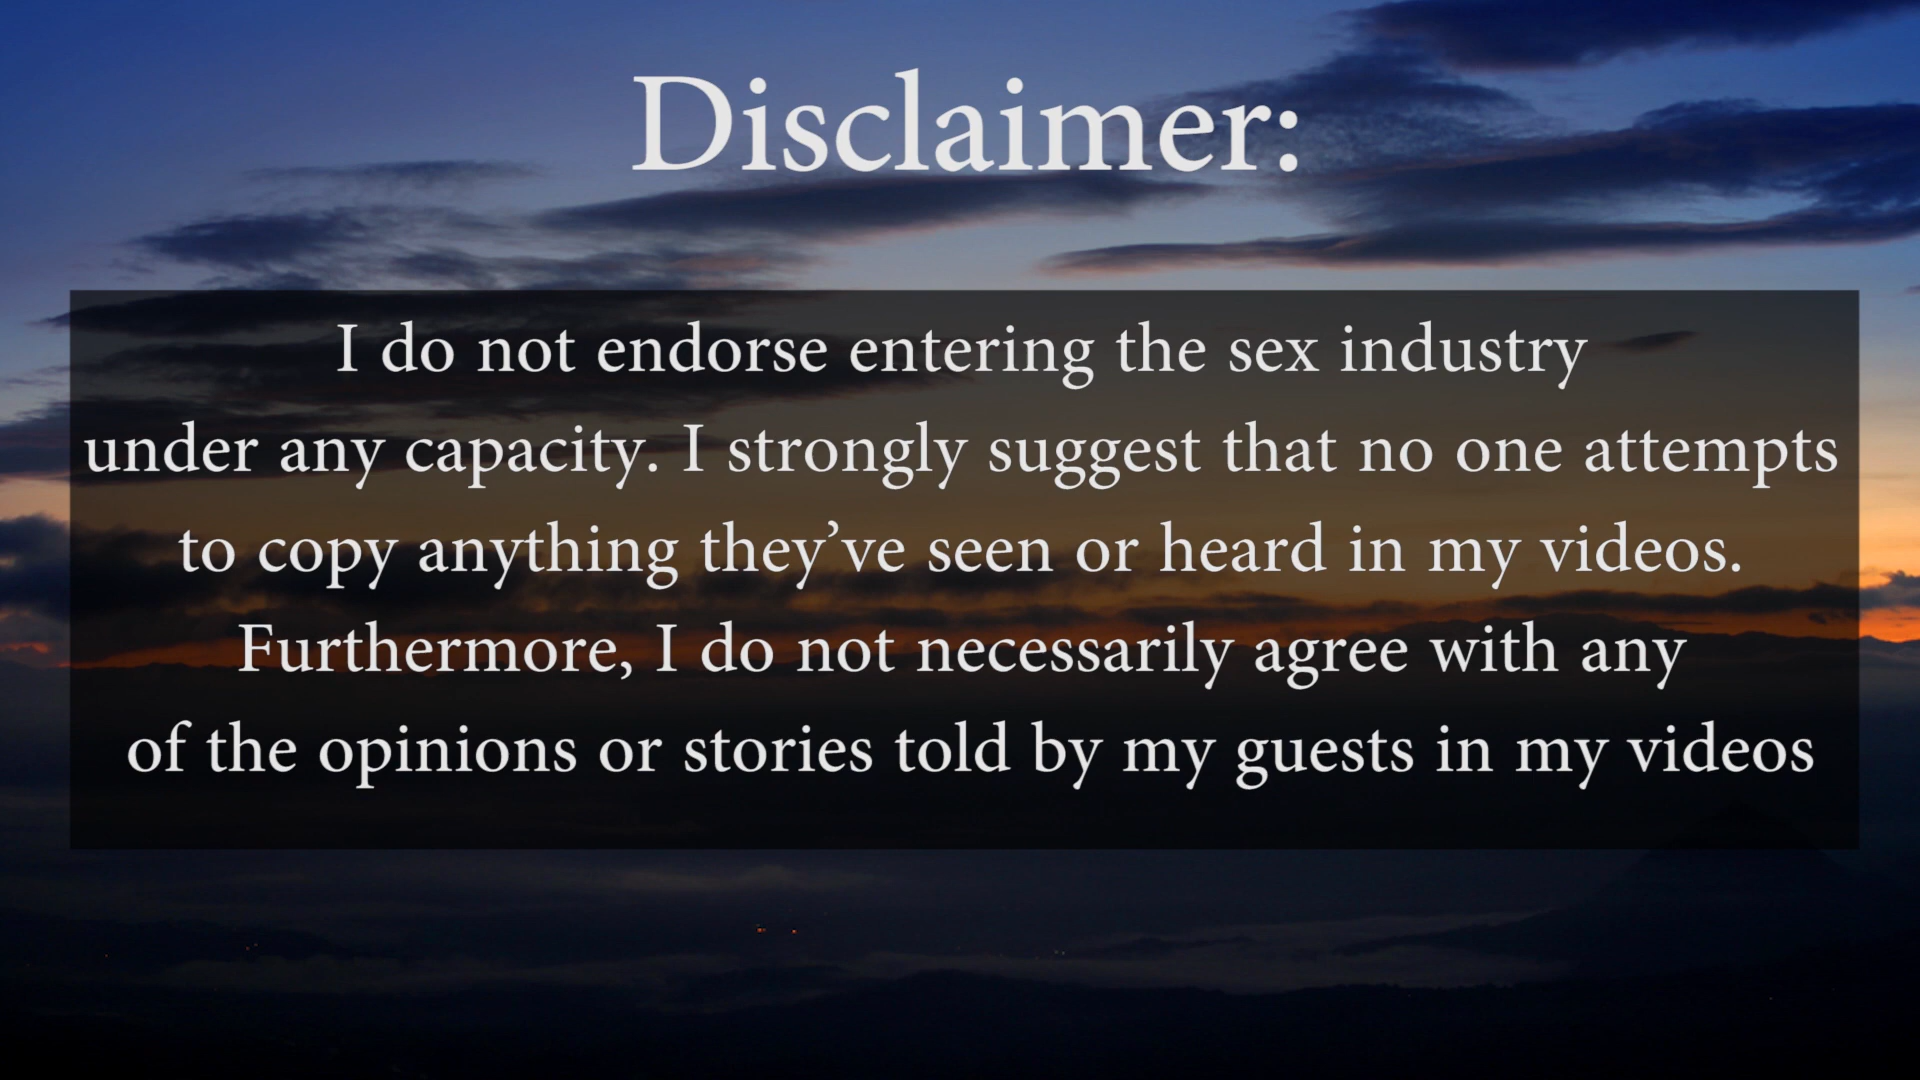 Disclaimer:
I do not endorse entering the sex industry
under any capacity. I strongly suggest that no one attempts
to copy anything they’ve seen or heard in my videos.
Furthermore, I do not necessarily agree with any
of the opinions or stories told by my guests in my videos